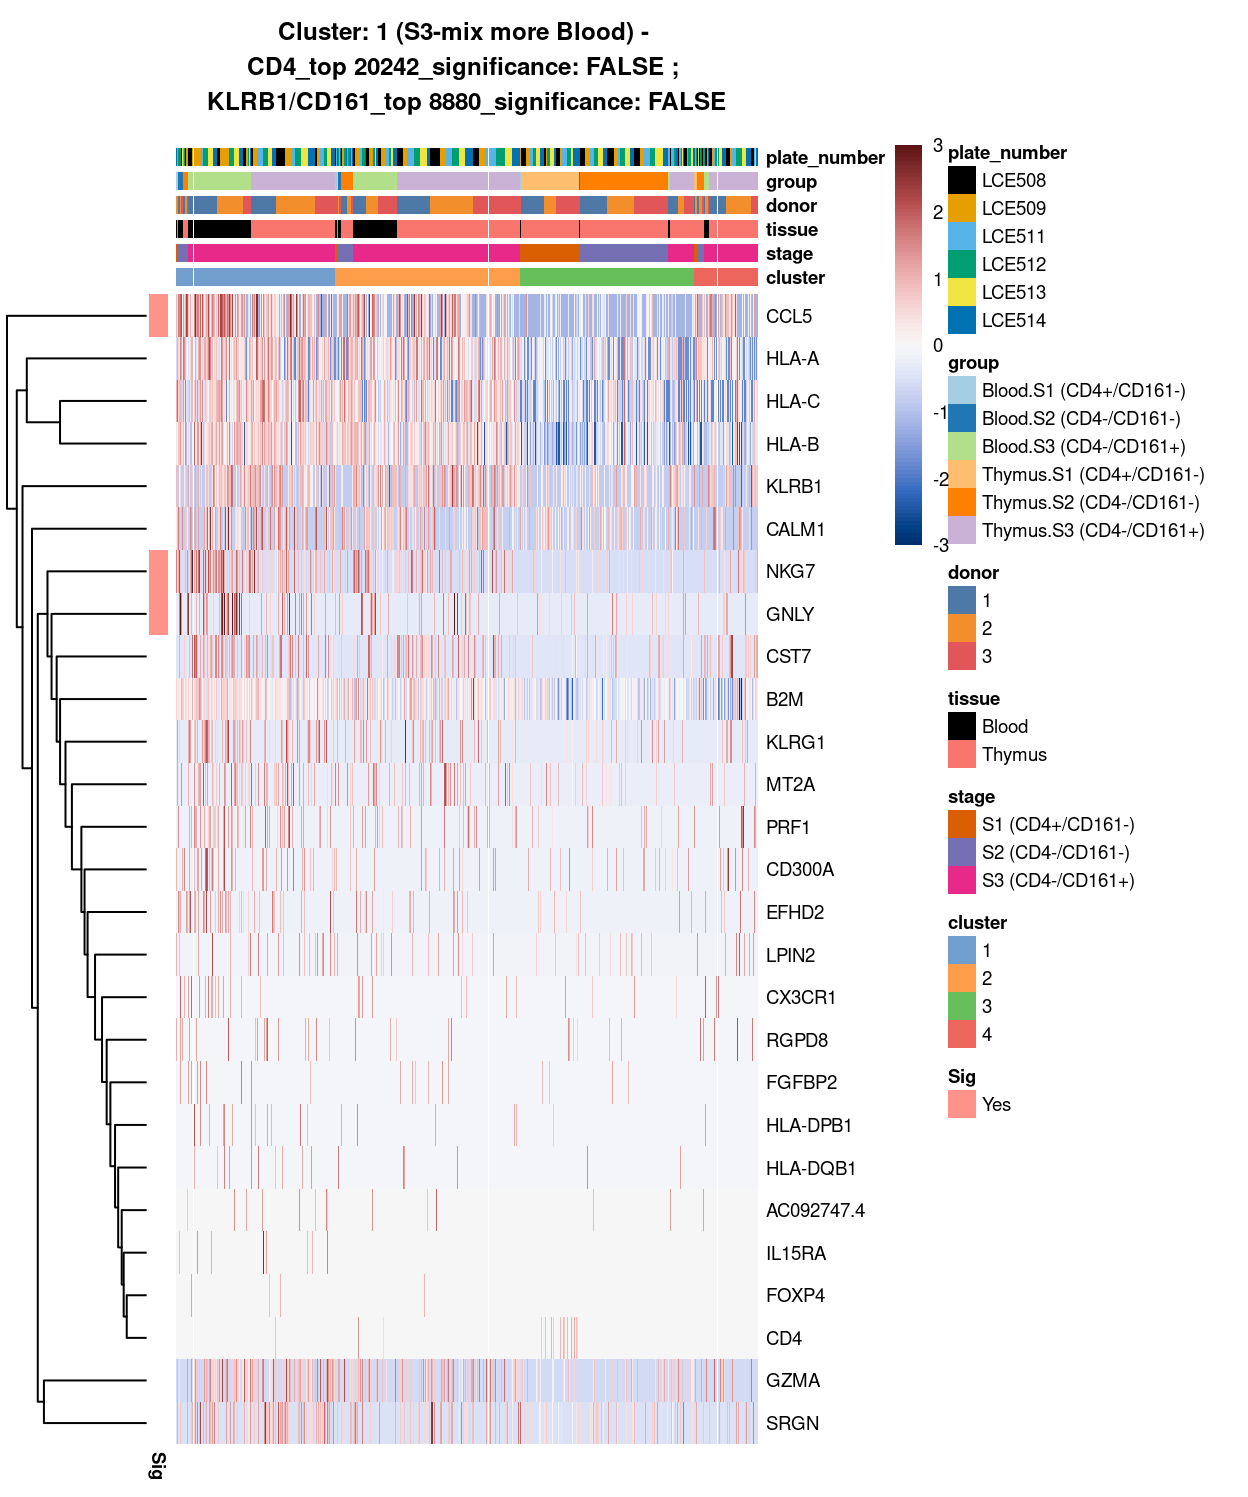 Cluster: 1 (S3-mix more Blood) -
CD4_top 20242_significance: FALSE ;
KLRB1/CD161_top 8880_significance: FALSE
plate_number
group
donor
tissue
stage
cluster
CCL5
HLA-A
HLA-C
HLA-B
KLRB1
CALM1
NKG7
GNLY
CST7
B2M
KLRG1
MT2A
PRF1
CD300A
EFHD2
LPIN2
CX3CR1
RGPD8
FGFBP2
HLA-DPB1
HLA-DQB1
AC092747.4
IL15RA
FOXP4
CD4
GZMA
SRGN
Sig
3
2
1
0
-1
-2
-3
plate_number
LCE508
LCE509
LCE511
LCE512
LCE513
LCE514
group
Blood.S1 (CD4+/CD161-)
Blood.S2 (CD4-/CD161-)
Blood.S3 (CD4-/CD161+)
Thymus.S1 (CD4+/CD161-)
Thymus.S2 (CD4-/CD161-)
Thymus.S3 (CD4-/CD161+)
donor
1
2
3
tissue
Blood
Thymus
stage
S1 (CD4+/CD161-)
S2 (CD4-/CD161-)
S3 (CD4-/CD161+)
cluster
1
2
3
4
Sig
Yes